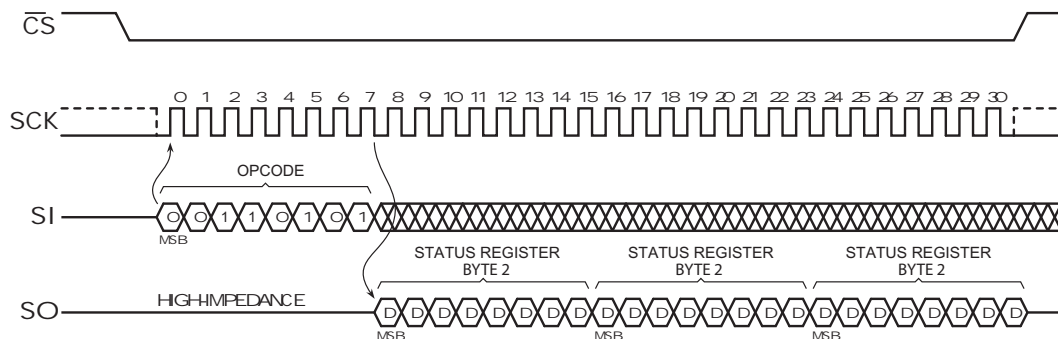 CS
SCK
0 1 2 3 4 5 6 7 8 9 10 11 12 13 14 15 16 17 18 19 20 21 22 23 24 25 26 27 28 29 30
OPCODE
SI
0 0 1 1 0 1 0 1
MSB
STATUS REGISTER
BYTE 2
STATUS REGISTER
BYTE 2
STATUS REGISTER
BYTE 2
SO
HIGH-IMPEDANCE
D D D D D D D D D D D D D D D D D D D D D D D D
MSB
MSB
MSB